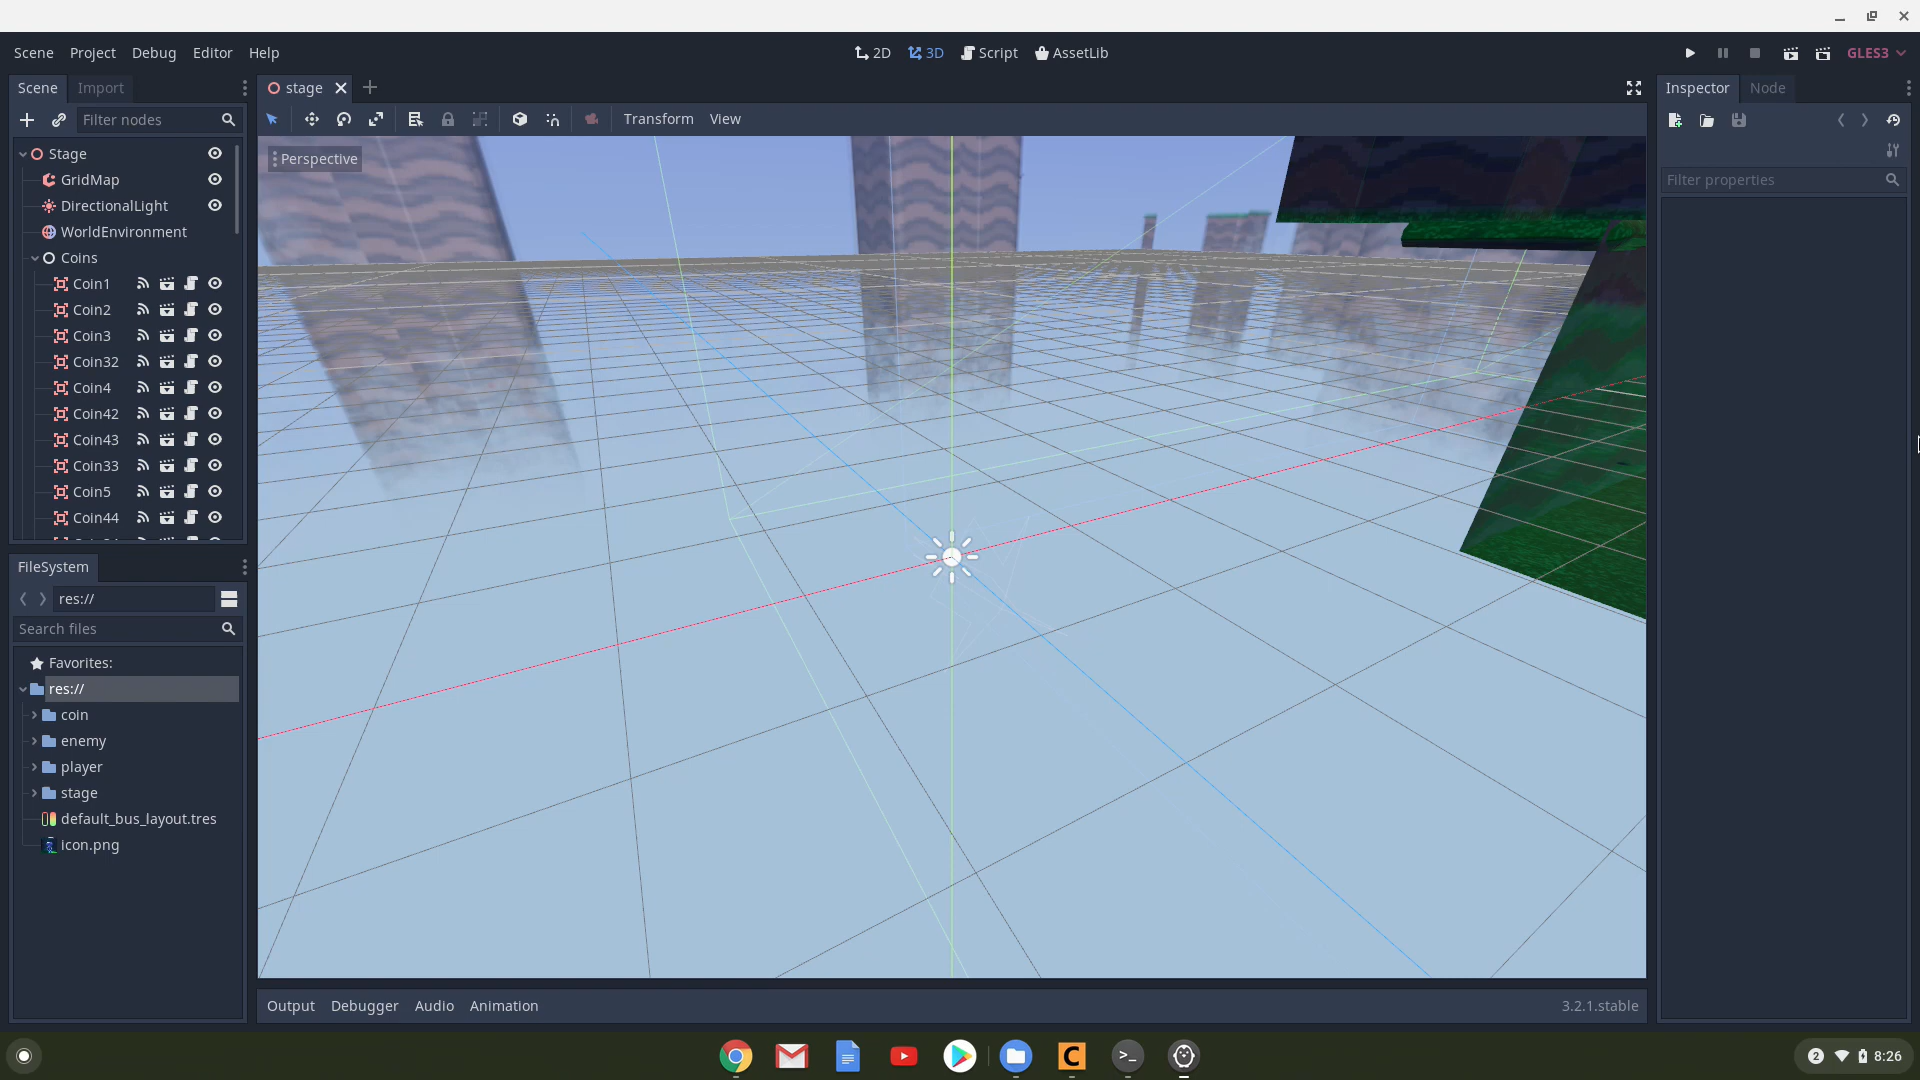 Scene Project Debug Editor Help
2D 3D Script AssetLib
GLES3
Scene Import
stage
Inspector Node
Filter nodes
Transform View
Perspective
Filter properties
Stage
GridMap
DirectionalLight
WorldEnvironment
Coins
Coin1
Coin2
Coin3
Coin32
Coin4
Coin42
Coin43
Coin33
Coin5
Coin44
FileSystem
res://
Search files
Favorites:
res://
coin
enemy
player
stage
default_bus_layout.tres
icon.png
Output Debugger Audio Animation
3.2.1.stable
2 8:26